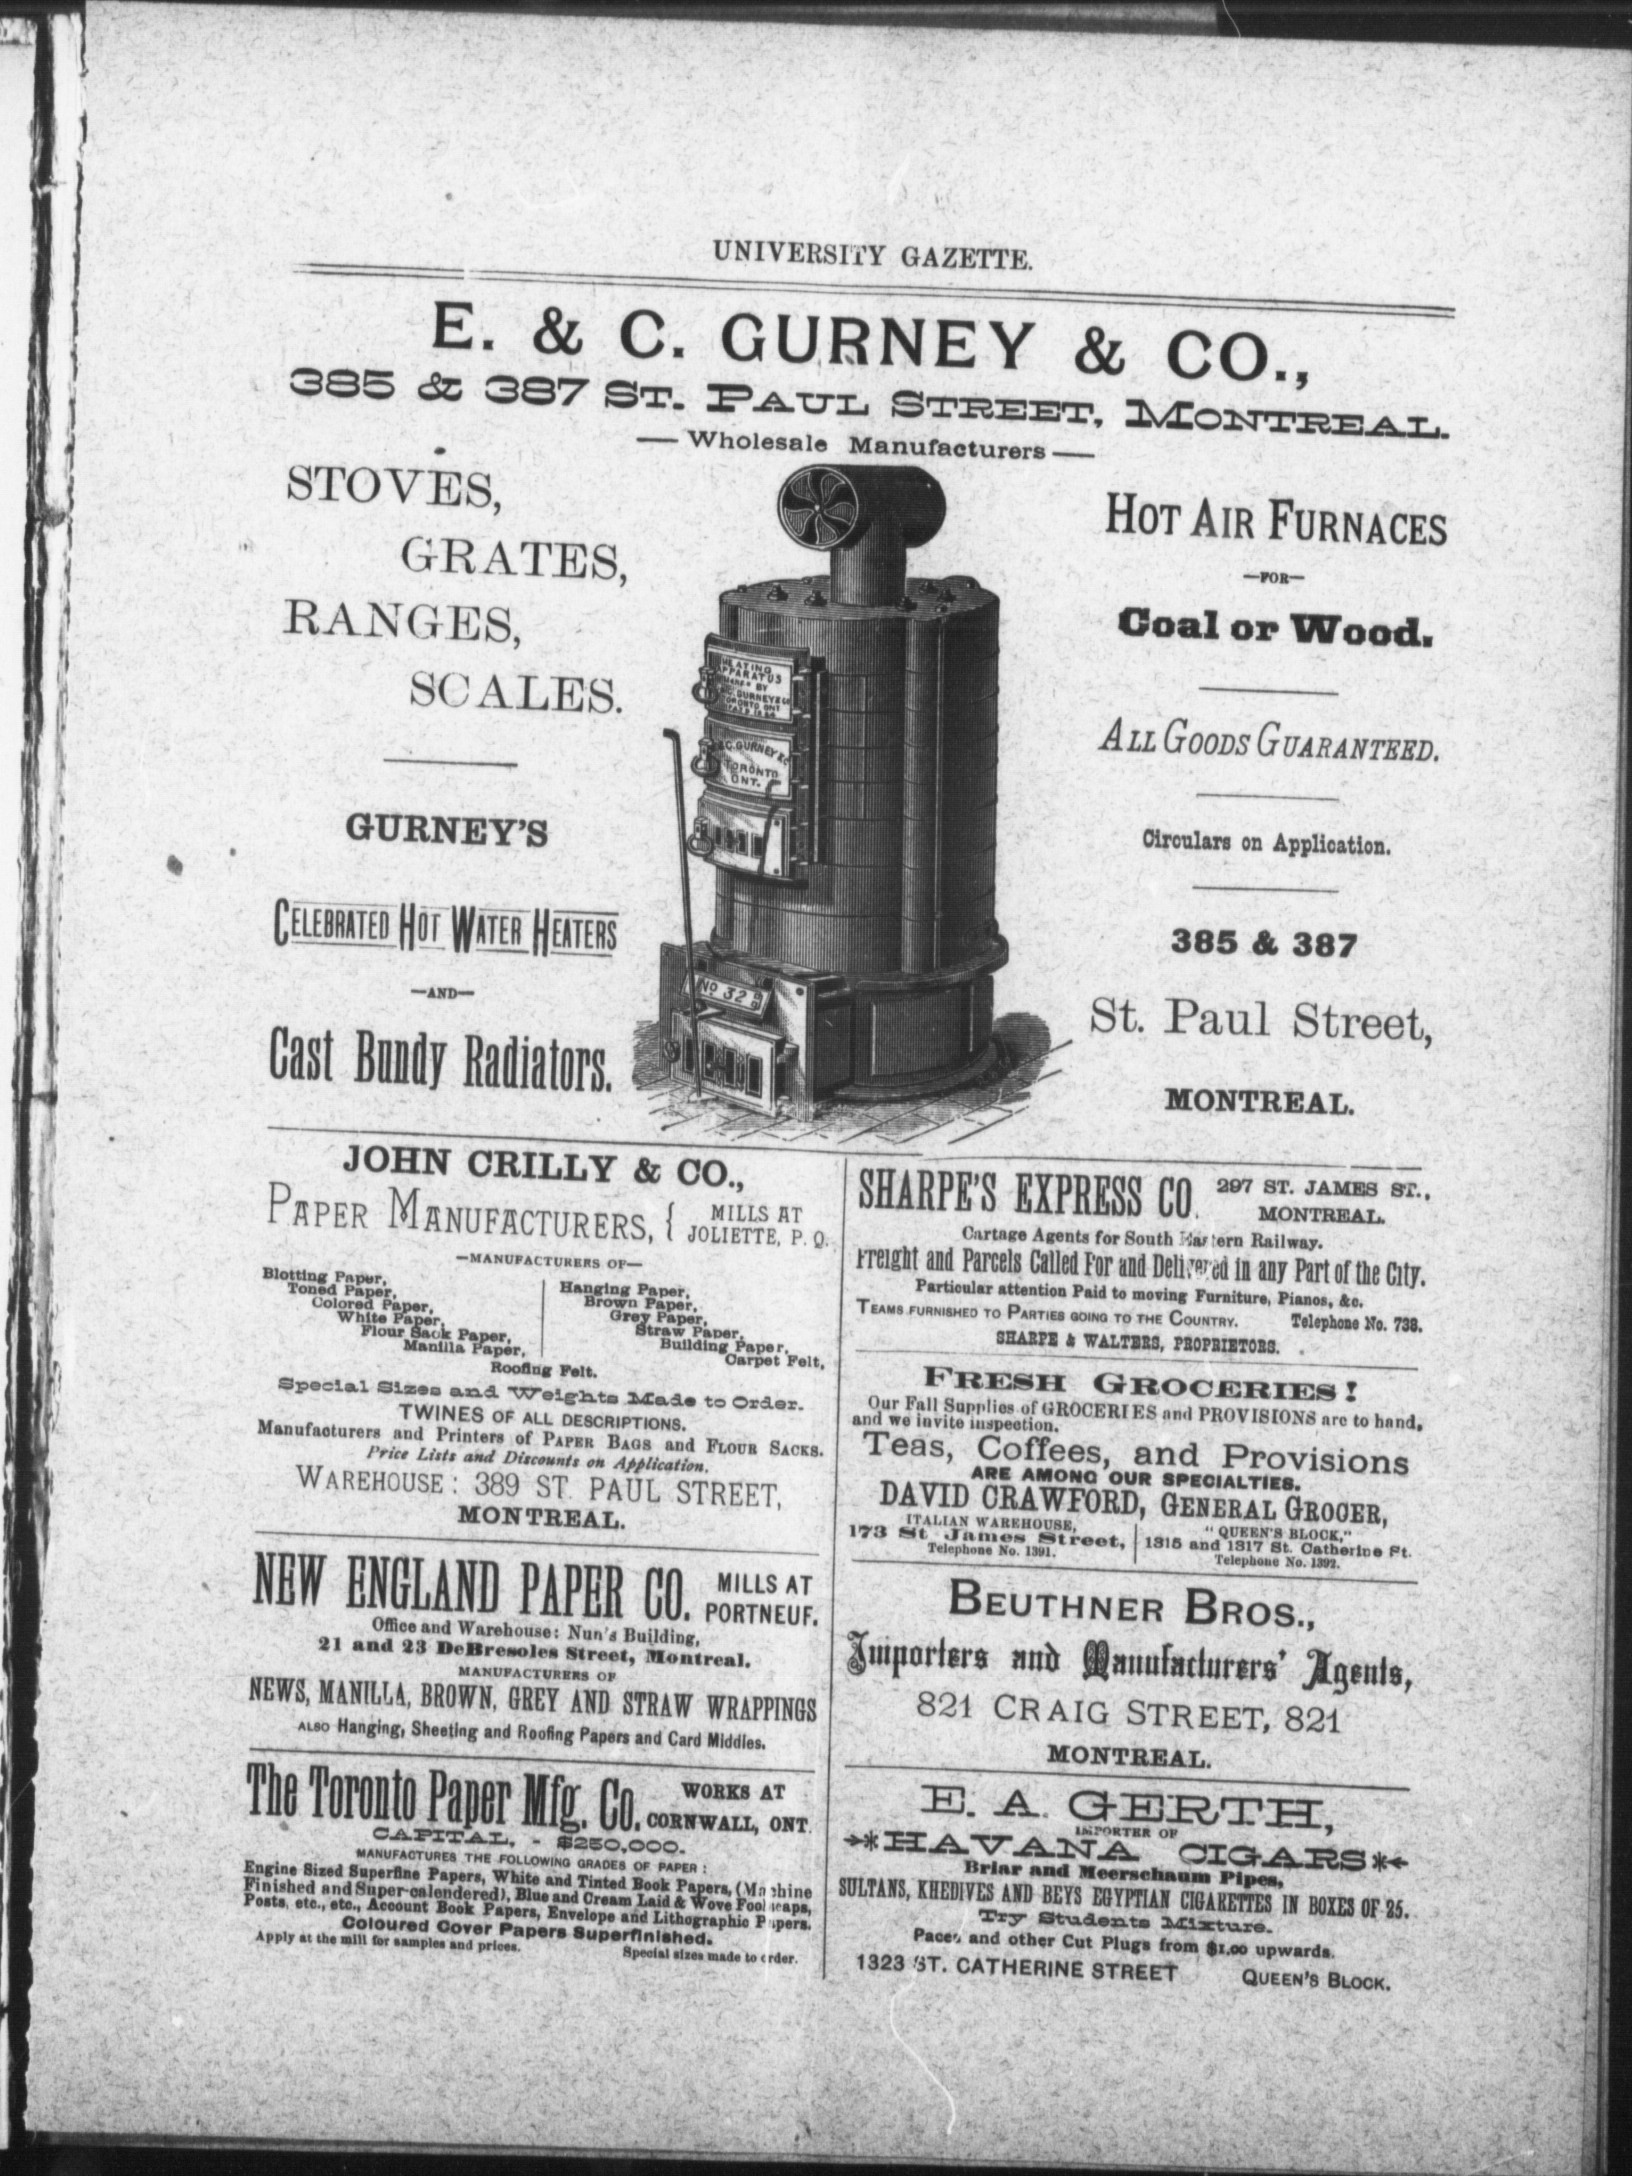 UNIVERSITY GAZETTE.
E. & C. GURNEY & CO.,
385 & 387 ST. PAUL STREET, MONTREAL.
— Wholesale Manufacturers —
STOVES,
GRATES,
RANGES,
SCALES.
GURNEY'S
CELEBRATED HOT WATER HEATERS
—AND—
Cast Bundy Radiators.
HEATING
APPARATUS
BY
GURNEY & CO
TORONTO ONT
C. GURNEY & C
TORONTO
ONT.
No 32
HOT AIR FURNACES
—FOR—
Coal or Wood.
ALL GOODS GUARANTEED.
Circulars on Application.
385 & 387
St. Paul Street,
MONTREAL.
JOHN CRILLY & CO.,
PAPER MANUFACTURERS, { MILLS AT
JOLIETTE, P. Q.
—MANUFACTURERS OF—
Blotting Paper,
Toned Paper,
Colored Paper,
White Paper,
Flour Sack Paper,
Manilla Paper,
Hanging Paper,
Brown Paper,
Grey Paper,
Straw Paper,
Building Paper,
Carpet Felt,
Roofing Felt.
Special Sizes and Weights Made to Order.
TWINES OF ALL DESCRIPTIONS.
Manufacturers and Printers of PAPER BAGS and FLOUR SACKS.
Price Lists and Discounts on Application.
WAREHOUSE: 389 ST. PAUL STREET,
MONTREAL.
NEW ENGLAND PAPER CO. MILLS AT
PORTNEUF.
Office and Warehouse: Nun's Building,
21 and 23 DeBresoles Street, Montreal.
MANUFACTURERS OF
NEWS, MANILLA, BROWN, GREY AND STRAW WRAPPINGS
ALSO Hanging, Sheeting and Roofing Papers and Card Middles.
The Toronto Paper Mfg. Co. WORKS AT
CORNWALL, ONT.
CAPITAL, - $250,000.
MANUFACTURES THE FOLLOWING GRADES OF PAPER:
Engine Sized Superfine Papers, White and Tinted Book Papers, (Machine
Finished and Super-calendered), Blue and Cream Laid & Wove Foolscaps,
Posts, etc., etc., Account Book Papers, Envelope and Lithographic Papers.
Coloured Cover Papers Superfinished.
Apply at the mill for samples and prices. Special sizes made to order.
SHARPE'S EXPRESS CO. 297 ST. JAMES ST.,
MONTREAL.
Cartage Agents for South Eastern Railway.
Freight and Parcels Called For and Delivered in any Part of the City.
Particular attention Paid to moving Furniture, Pianos, &c.
TEAMS FURNISHED TO PARTIES GOING TO THE COUNTRY. Telephone No. 738.
SHARPE & WALTERS, PROPRIETORS.
FRESH GROCERIES!
Our Fall Supplies of GROCERIES and PROVISIONS are to hand,
and we invite inspection.
Teas, Coffees, and Provisions
ARE AMONG OUR SPECIALTIES.
DAVID CRAWFORD, GENERAL GROCER,
ITALIAN WAREHOUSE,
173 St James Street,
Telephone No. 1391.
"QUEEN'S BLOCK,"
1315 and 1317 St. Catherine St.
Telephone No. 1392.
BEUTHNER BROS.,
Importers and Manufacturers' Agents,
821 CRAIG STREET, 821
MONTREAL.
E. A. GERTH,
IMPORTER OF
HAVANA CIGARS
Briar and Meerschaum Pipes,
SULTANS, KHEDIVES AND BEYS EGYPTIAN CIGARETTES IN BOXES OF 25.
Try Students Mixture.
Paces and other Cut Plugs from $1.00 upwards.
1323 ST. CATHERINE STREET QUEEN'S BLOCK.